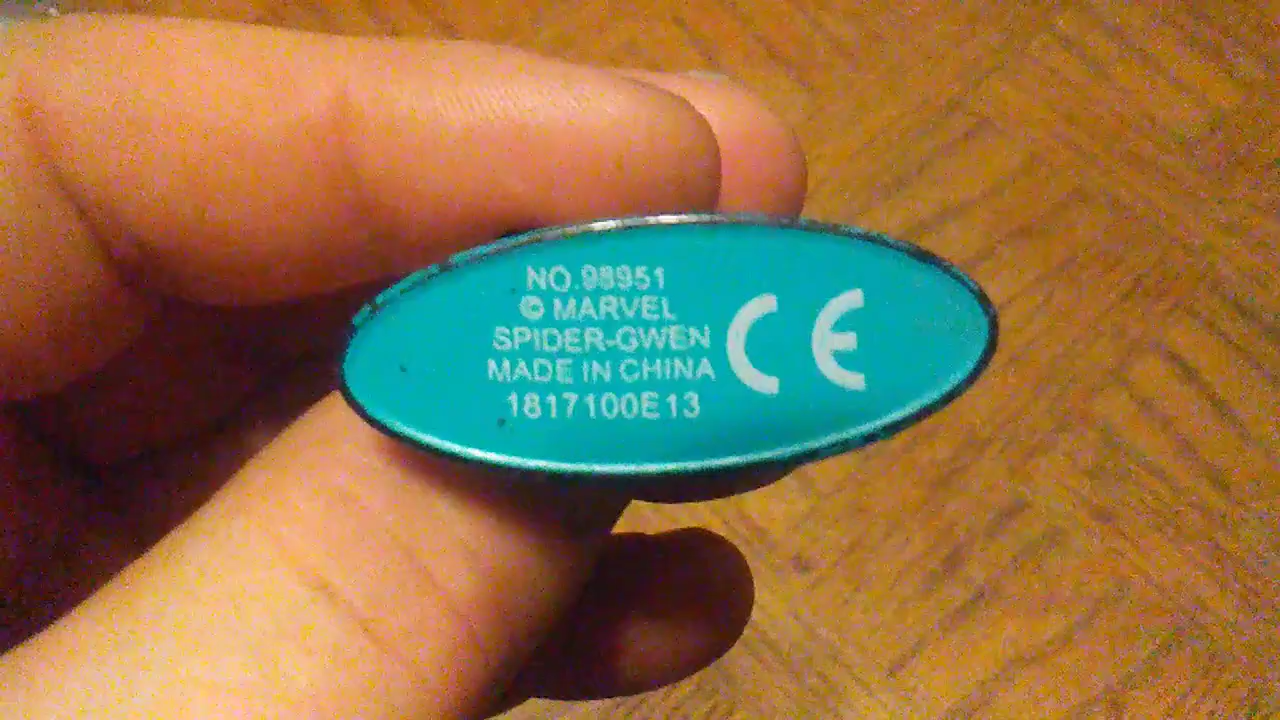 NO.98951
© MARVEL
SPIDER-GWEN
MADE IN CHINA
1817100E13
CE